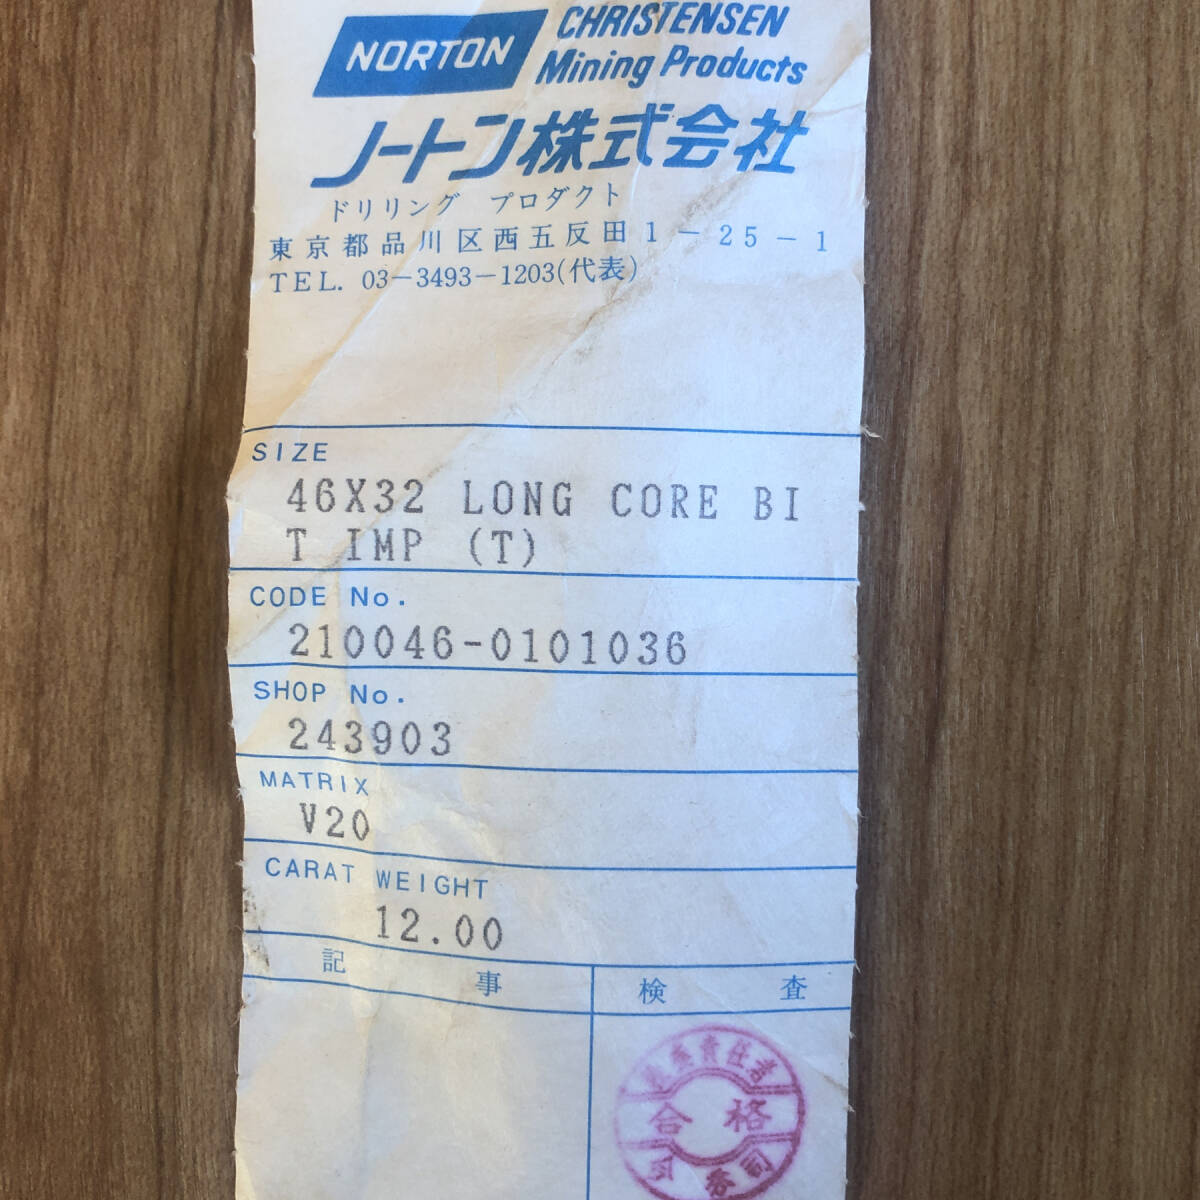 NORTON
CHRISTENSEN
Mining Products
ノートン株式会社
ドリリング プロダクト
東京都品川区西五反田1-25-1
TEL. 03-3493-1203(代表)
SIZE
46X32 LONG CORE BI
T IMP (T)
CODE No.
210046-0101036
SHOP No.
243903
MATRIX
V20
CARAT WEIGHT
12.00
記事
検査
責任者
合格